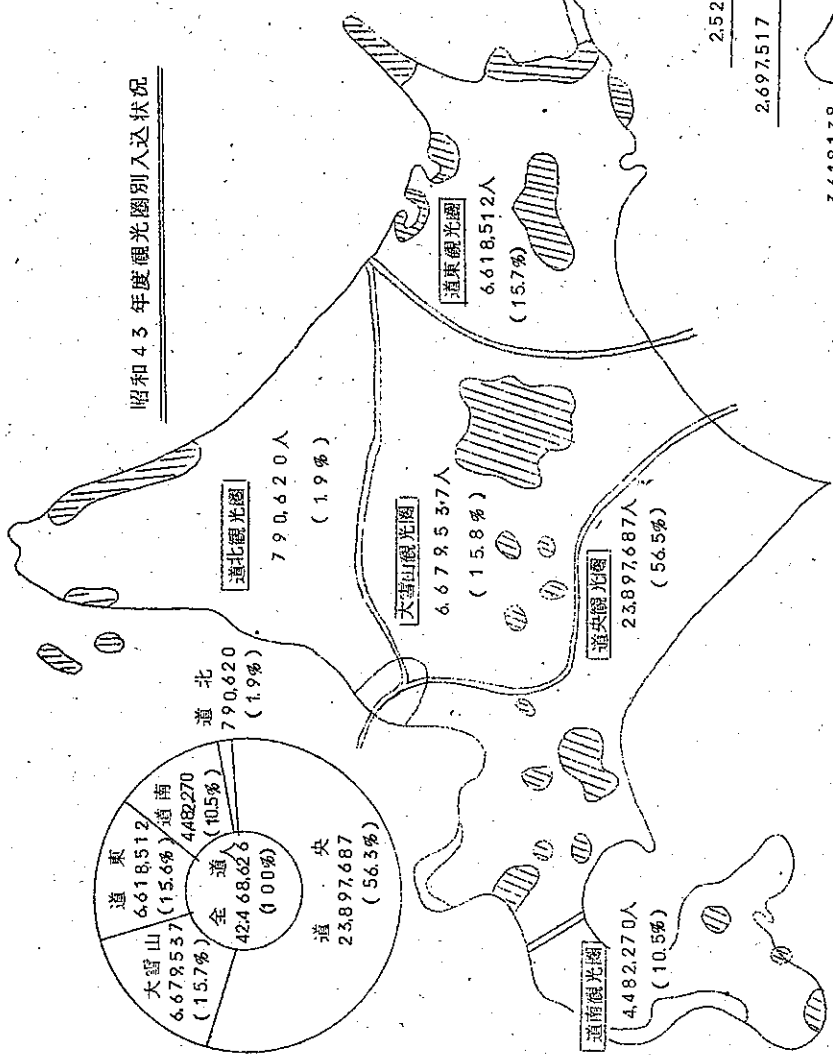 昭和43年度観光圏別入込状況
道北観光圏
790,620人
(1.9%)
道東観光圏
6,618,512人
(15.7%)
大雪山観光圏
6,679,537人
(15.8%)
道央観光圏
23,897,687人
(56.5%)
道南観光圏
4,482,270人
(10.5%)
道北
790,620
(1.9%)
道南
4,482,270
(10.5%)
道東
6,618,512
(15.6%)
大雪山
6,679,537
(15.7%)
全道
42,468,626
(100%)
道央
23,897,687
(56.3%)
2,52
2,697,517